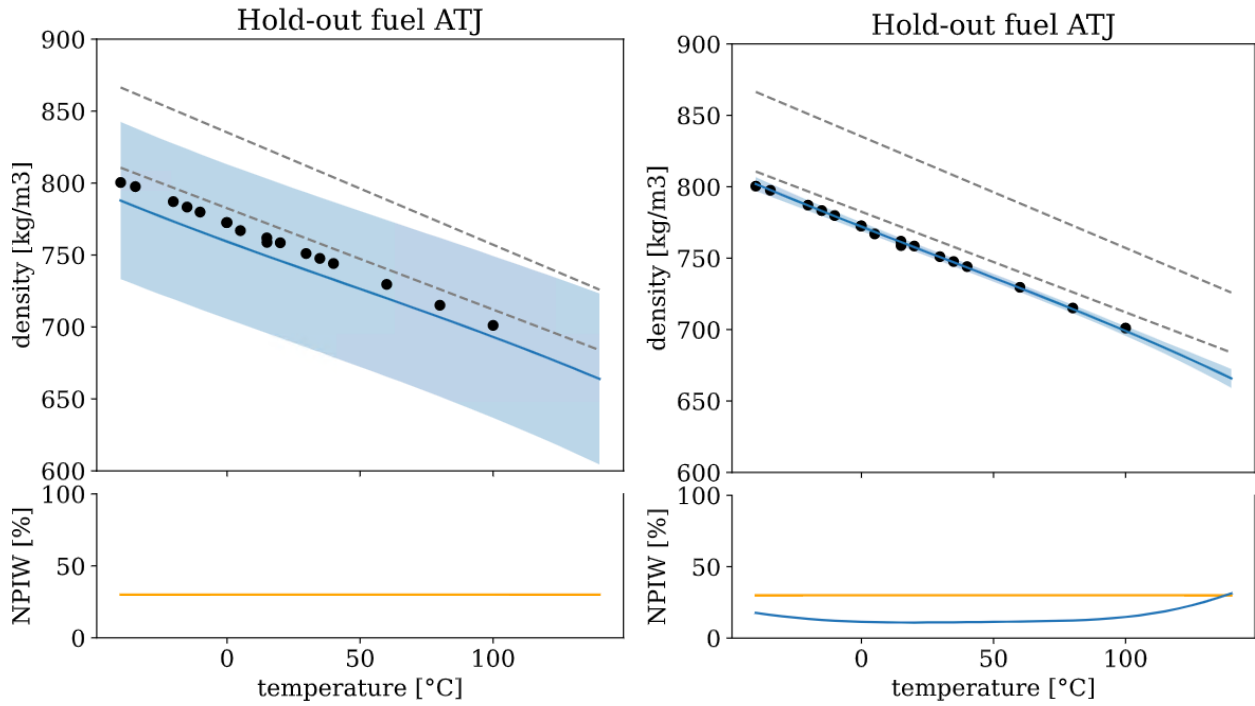 Hold-out fuel ATJ
900
850
800
750
700
650
600
density [kg/m3]
100
50
0
NPIW [%]
0 50 100
temperature [°C]
Hold-out fuel ATJ
900
850
800
750
700
650
600
density [kg/m3]
100
50
0
NPIW [%]
0 50 100
temperature [°C]